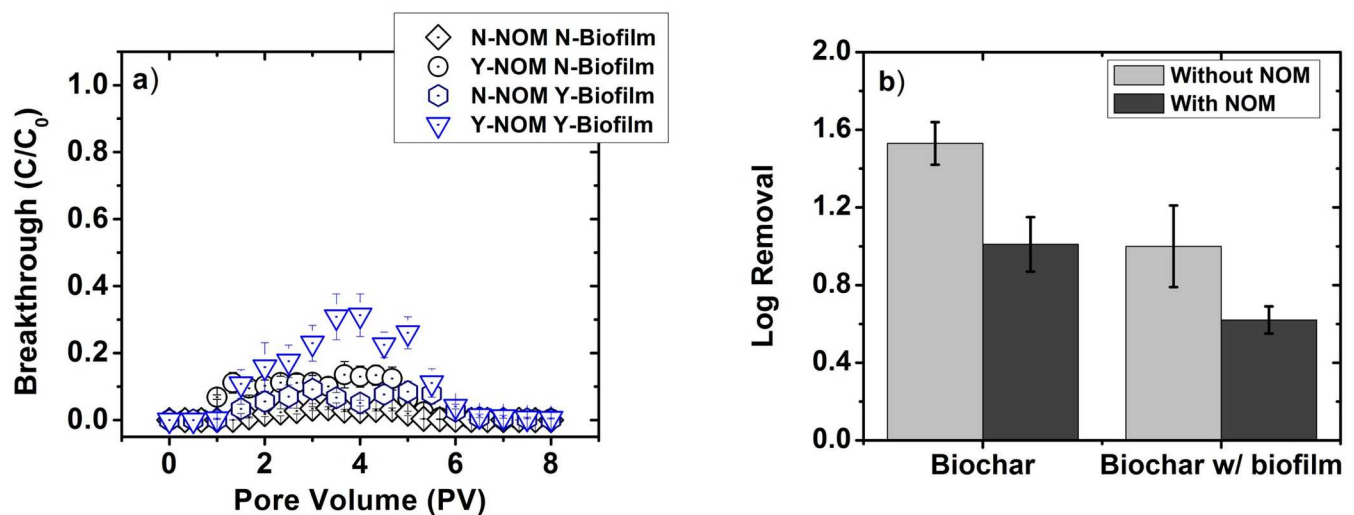 a)
N-NOM N-Biofilm
Y-NOM N-Biofilm
N-NOM Y-Biofilm
Y-NOM Y-Biofilm
Breakthrough (C/C₀)
1.0
0.8
0.6
0.4
0.2
0.0
0 2 4 6 8
Pore Volume (PV)
b)
Without NOM
With NOM
Log Removal
2.0
1.6
1.2
0.8
0.4
0.0
Biochar Biochar w/ biofilm